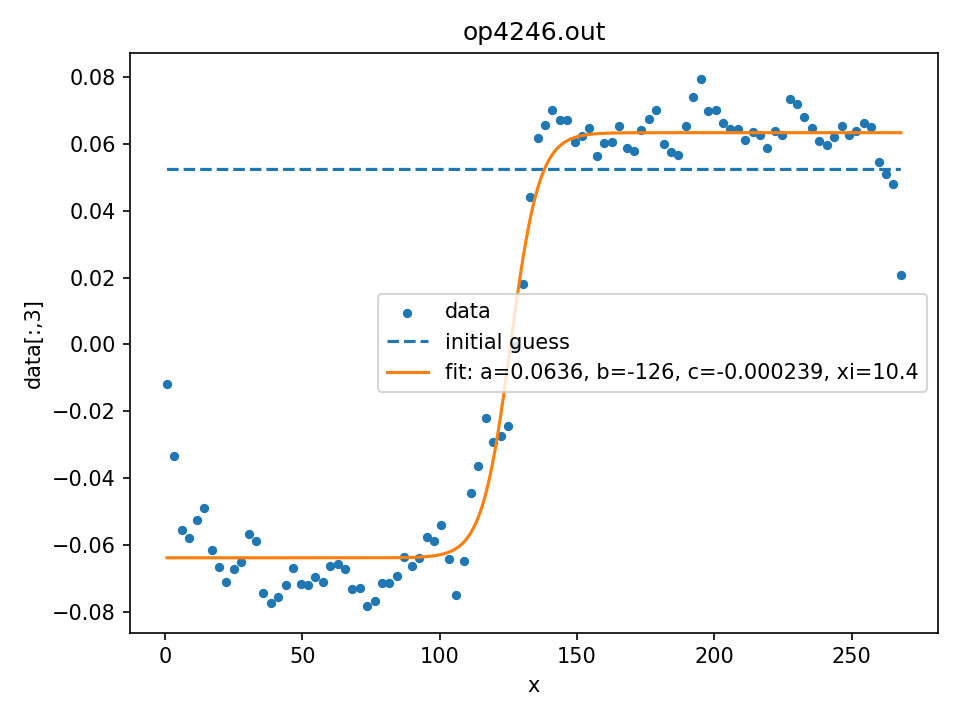 op4246.out
0.08
0.06
0.04
0.02
0.00
−0.02
−0.04
−0.06
−0.08
data[:,3]
data
initial guess
fit: a=0.0636, b=-126, c=-0.000239, xi=10.4
0 50 100 150 200 250
x